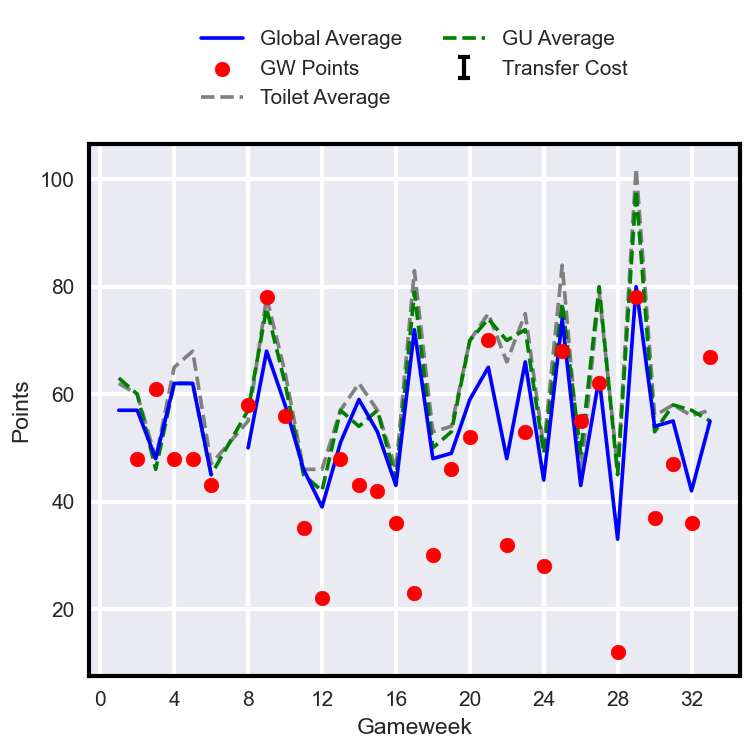 Global Average
GU Average
GW Points
Transfer Cost
Toilet Average
100
80
60
40
20
Points
0
4
8
12
16
20
24
28
32
Gameweek